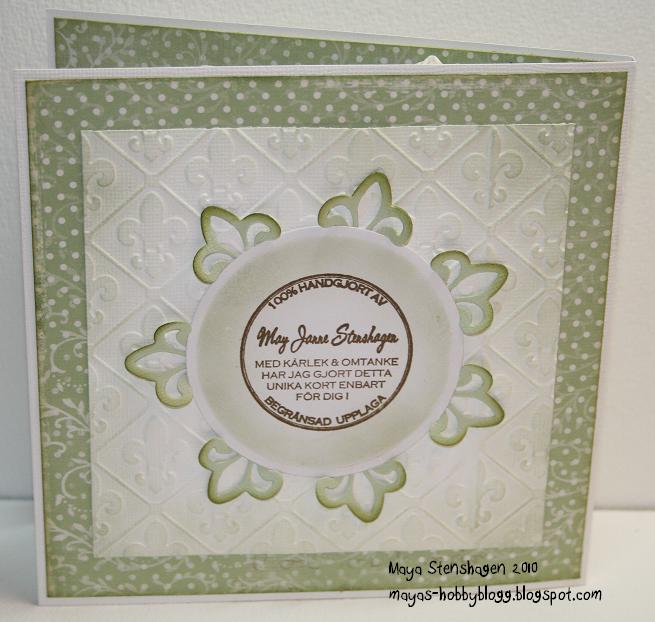 100% HANDGJORT AV
May Janne Stenshagen
MED KÄRLEK & OMTANKE
HAR JAG GJORT DETTA
UNIKA KORT ENBART
FÖR DIG !
BEGRÄNSAD UPPLAGA
Maya Stenshagen 2010
mayas-hobbyblogg.blogspot.com